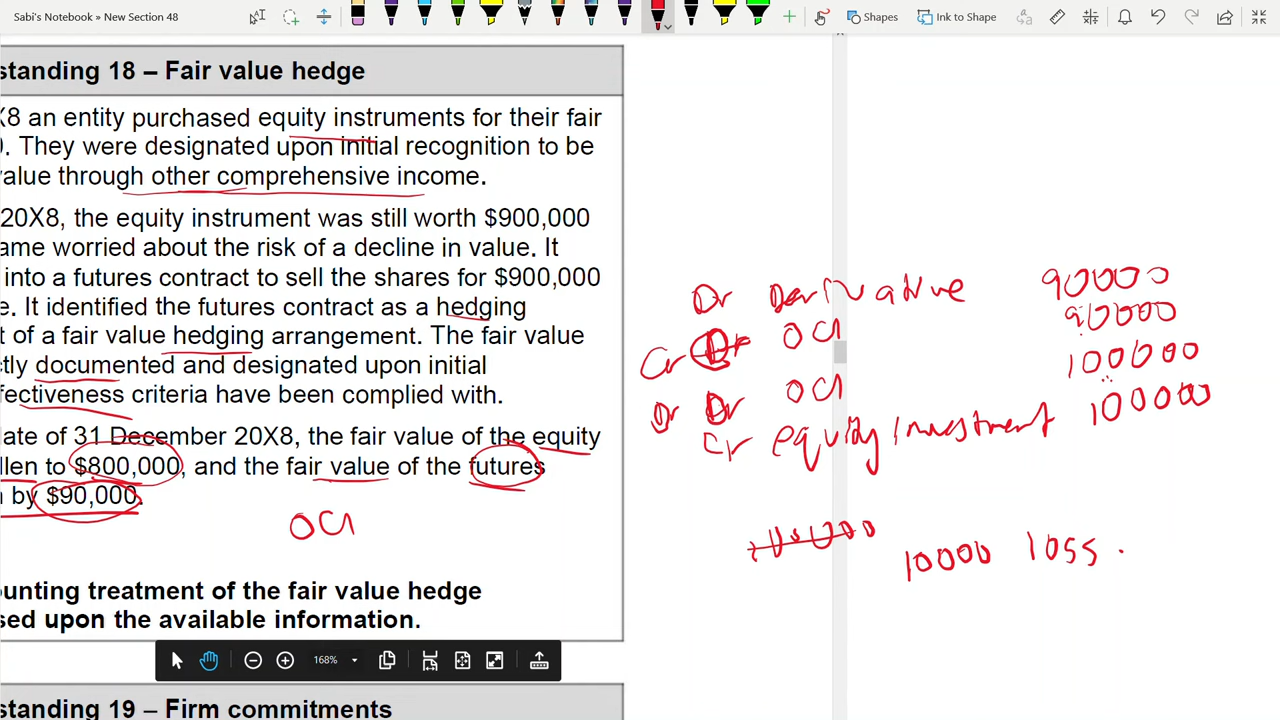 Sabi's Notebook » New Section 48
Shapes
Ink to Shape
standing 18 – Fair value hedge
X8 an entity purchased equity instruments for their fair
0. They were designated upon initial recognition to be
value through other comprehensive income.
20X8, the equity instrument was still worth $900,000
ame worried about the risk of a decline in value. It
into a futures contract to sell the shares for $900,000
e. It identified the futures contract as a hedging
t of a fair value hedging arrangement. The fair value
ctly documented and designated upon initial
fectiveness criteria have been complied with.
date of 31 December 20X8, the fair value of the equity
llen to $800,000, and the fair value of the futures
n by $90,000.
OCI
unting treatment of the fair value hedge
sed upon the available information.
Dr Derivative 90000
Cr Dr OCI 90000
Dr Dr OCI 100000
Cr equity investment 100000
10000 loss.
168%
standing 19 – Firm commitments